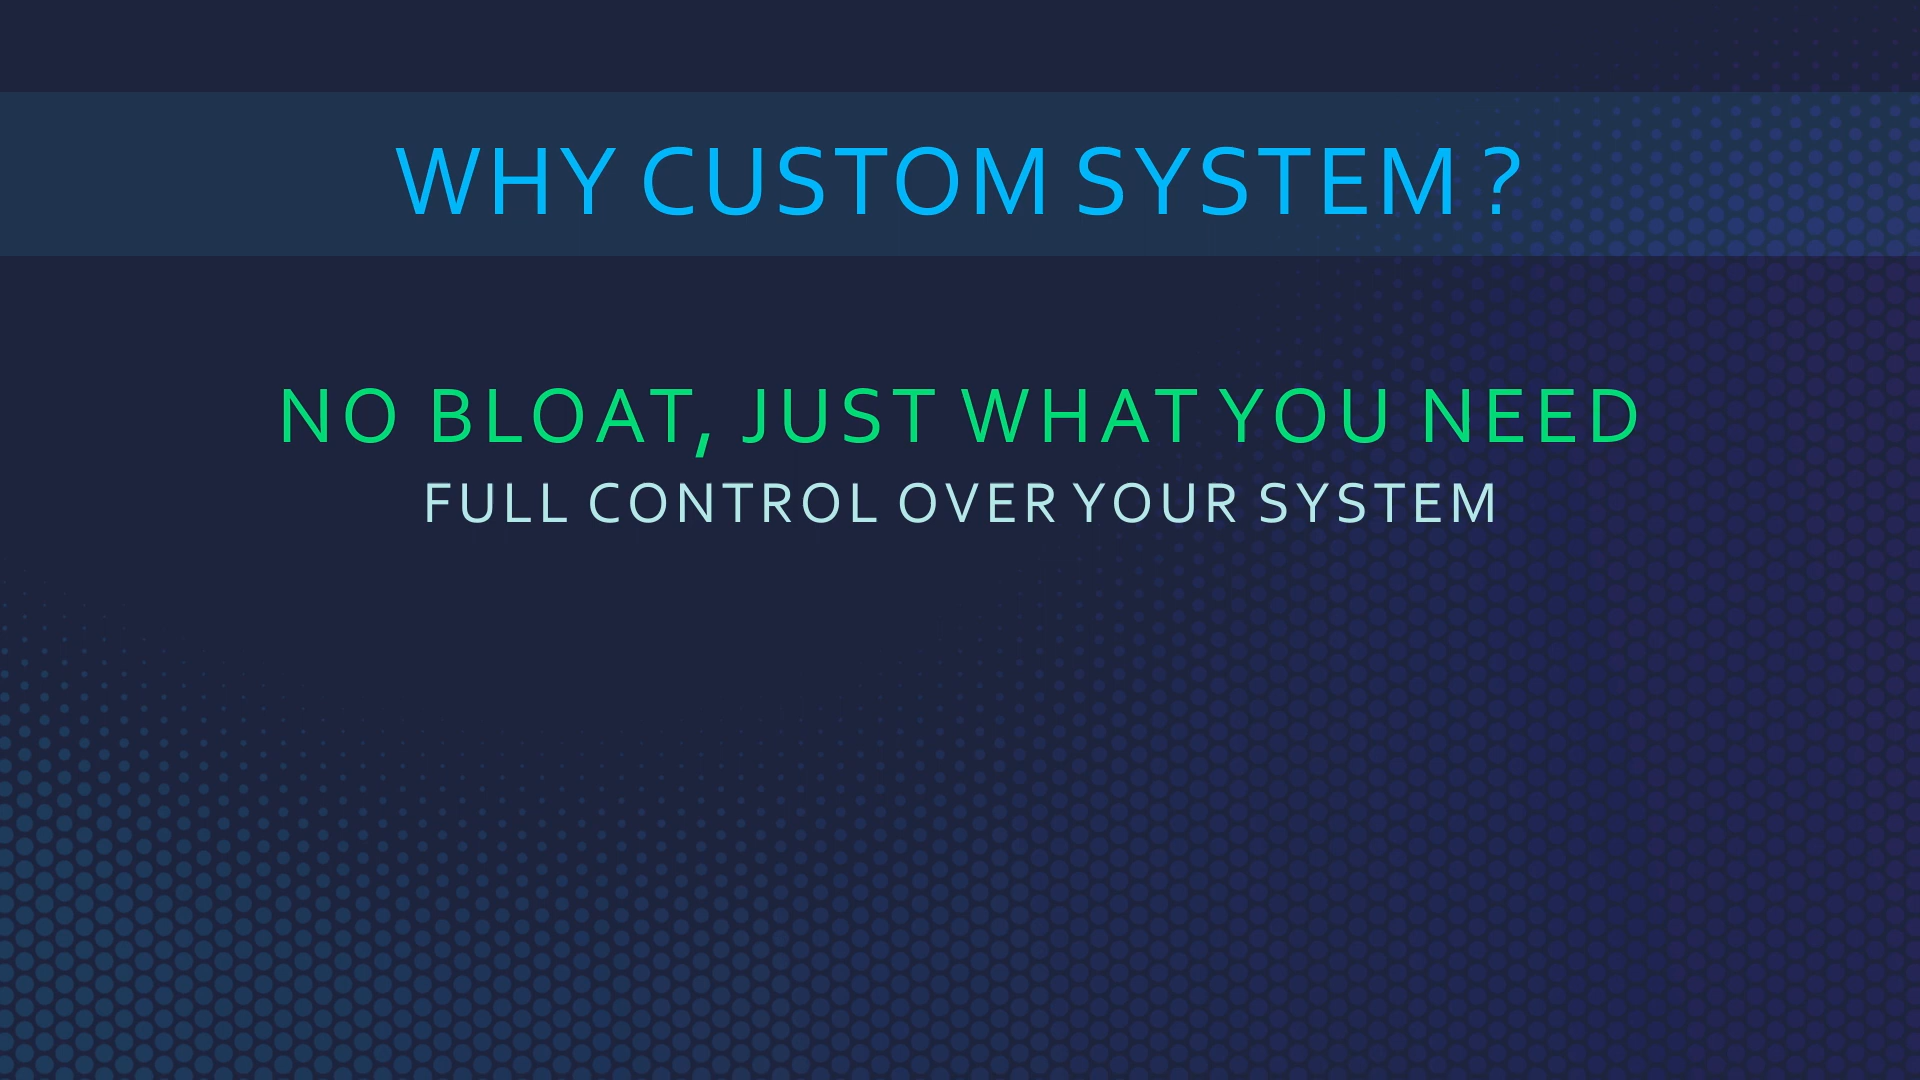 WHY CUSTOM SYSTEM ?
NO BLOAT, JUST WHAT YOU NEED
FULL CONTROL OVER YOUR SYSTEM